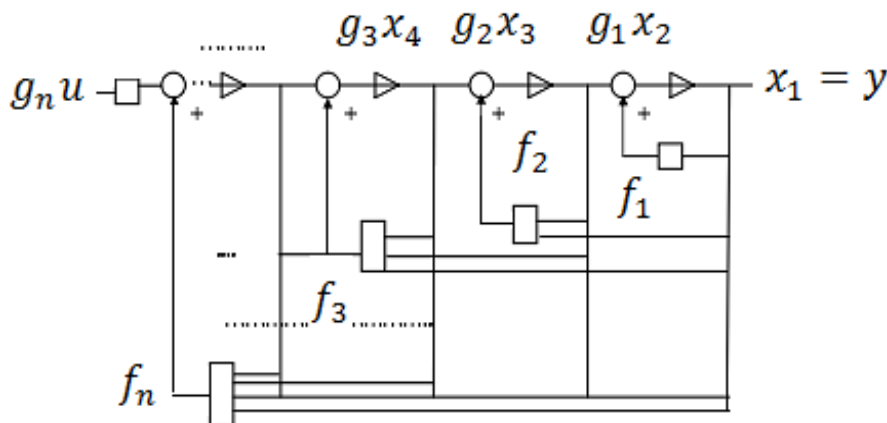 g₃x₄ g₂x₃ g₁x₂
gₙu x₁ = y
+ + + +
f₂
f₁
f₃
fₙ